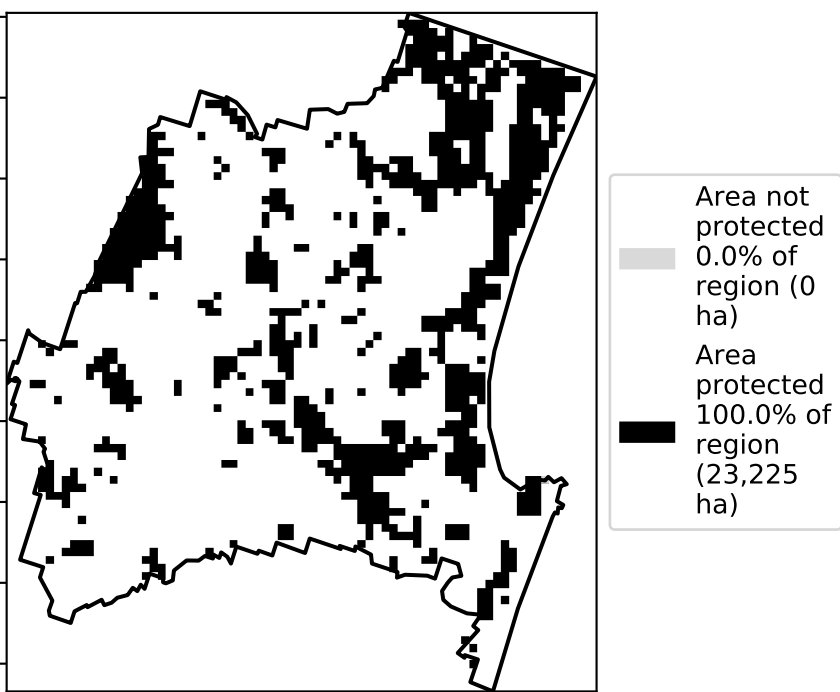 Area not
protected
0.0% of
region (0
ha)
Area
protected
100.0% of
region
(23,225
ha)